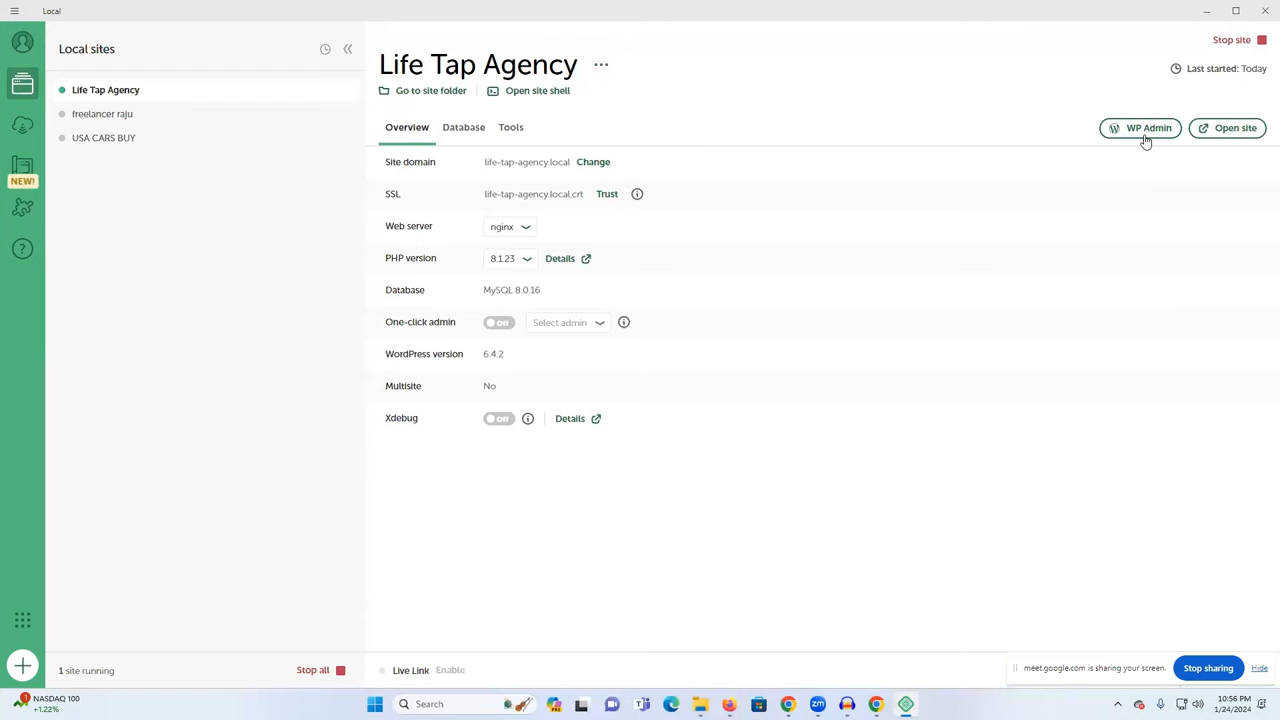 Local
Local sites
Life Tap Agency
freelancer raju
USA CARS BUY
NEW!
Stop site
Life Tap Agency ...
Last started: Today
Go to site folder
Open site shell
Overview
Database
Tools
WP Admin
Open site
Site domain
life-tap-agency.local Change
SSL
life-tap-agency.local.crt Trust
Web server
nginx
PHP version
8.1.23
Details
Database
MySQL 8.0.16
One-click admin
Off
Select admin
WordPress version
6.4.2
Multisite
No
Xdebug
Off
Details
1 site running
Stop all
Live Link Enable
meet.google.com is sharing your screen.
Stop sharing
Hide
1
NASDAQ 100
+1.22%
Search
10:56 PM
1/24/2024